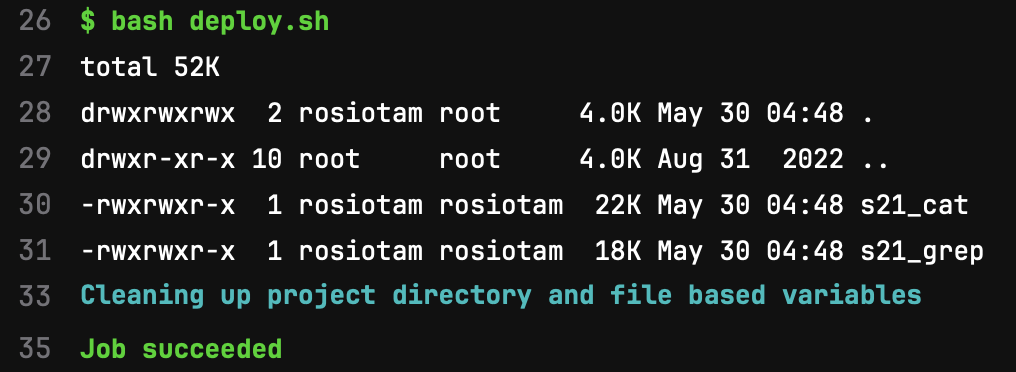 26 $ bash deploy.sh
27 total 52K
28 drwxrwxrwx  2 rosiotam root     4.0K May 30 04:48 .
29 drwxr-xr-x 10 root     root     4.0K Aug 31  2022 ..
30 -rwxrwxr-x  1 rosiotam rosiotam  22K May 30 04:48 s21_cat
31 -rwxrwxr-x  1 rosiotam rosiotam  18K May 30 04:48 s21_grep
33 Cleaning up project directory and file based variables
35 Job succeeded